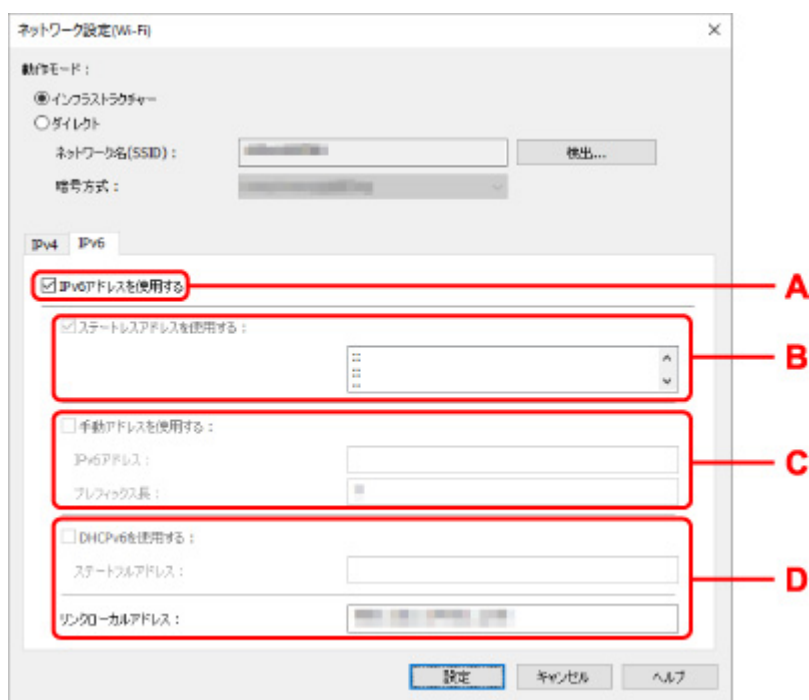 ネットワーク設定(Wi-Fi)
動作モード：
インフラストラクチャー
ダイレクト
ネットワーク名(SSID)： 検出...
暗号方式：
IPv4 IPv6
IPv6アドレスを使用する A
ステートレスアドレスを使用する：
::
::
::
B
手動アドレスを使用する：
IPv6アドレス： C
プレフィックス長：
DHCPv6を使用する：
ステートフルアドレス： D
リンクローカルアドレス：
設定 キャンセル ヘルプ